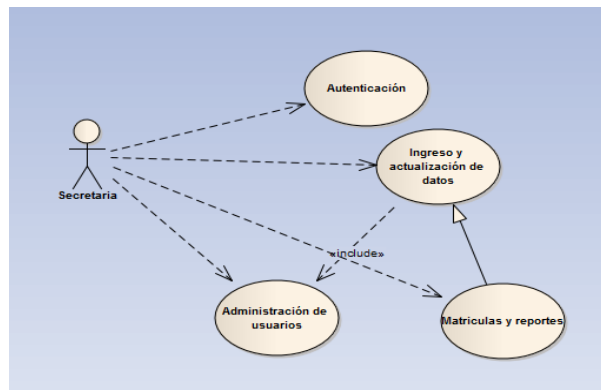 Autenticación
Ingreso y
actualización de
datos
Secretaria
«include»
Administración de
usuarios
Matriculas y reportes